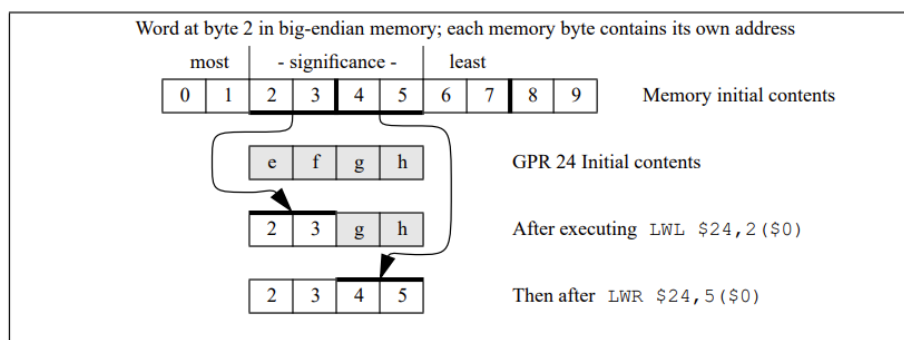 Word at byte 2 in big-endian memory; each memory byte contains its own address
most - significance - least
0 1 2 3 4 5 6 7 8 9 Memory initial contents
e f g h GPR 24 Initial contents
2 3 g h After executing LWL $24,2($0)
2 3 4 5 Then after LWR $24,5($0)